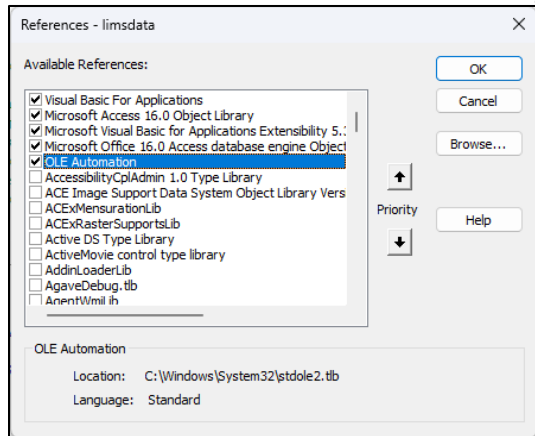 References - limsdata
Available References:
OK
Visual Basic For Applications
Microsoft Access 16.0 Object Library
Cancel
Microsoft Visual Basic for Applications Extensibility 5.
Microsoft Office 16.0 Access database engine Object
Browse...
OLE Automation
AccessibilityCplAdmin 1.0 Type Library
ACE Image Support Data System Object Library Vers
ACExMensurationLib
Priority
ACExRasterSupportsLib
Help
Active DS Type Library
ActiveMovie control type library
AddinLoaderLib
AgaveDebug.tlb
AgentWmiLib
OLE Automation
Location: C:\Windows\System32\stdole2.tlb
Language: Standard